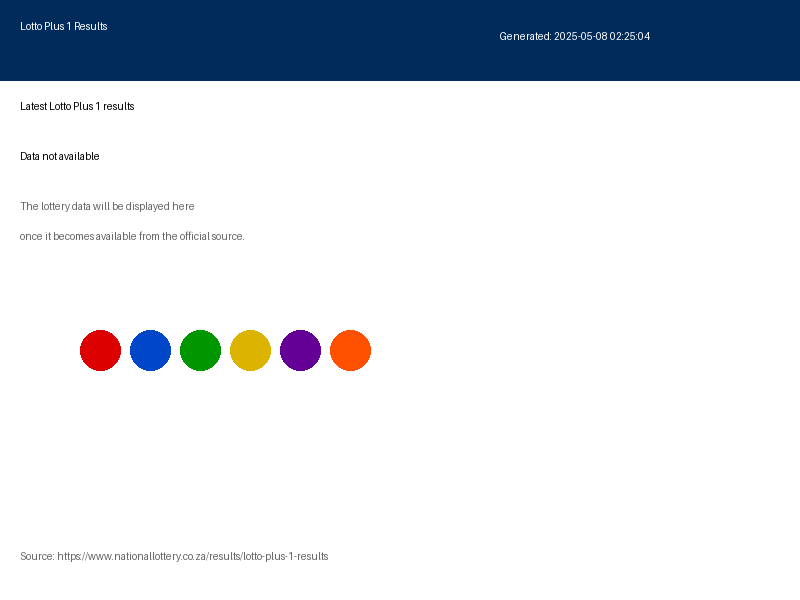 Lotto Plus 1 Results
Generated: 2025-05-08 02:25:04
Latest Lotto Plus 1 results
Data not available
The lottery data will be displayed here
once it becomes available from the official source.
Source: https://www.nationallottery.co.za/results/lotto-plus-1-results